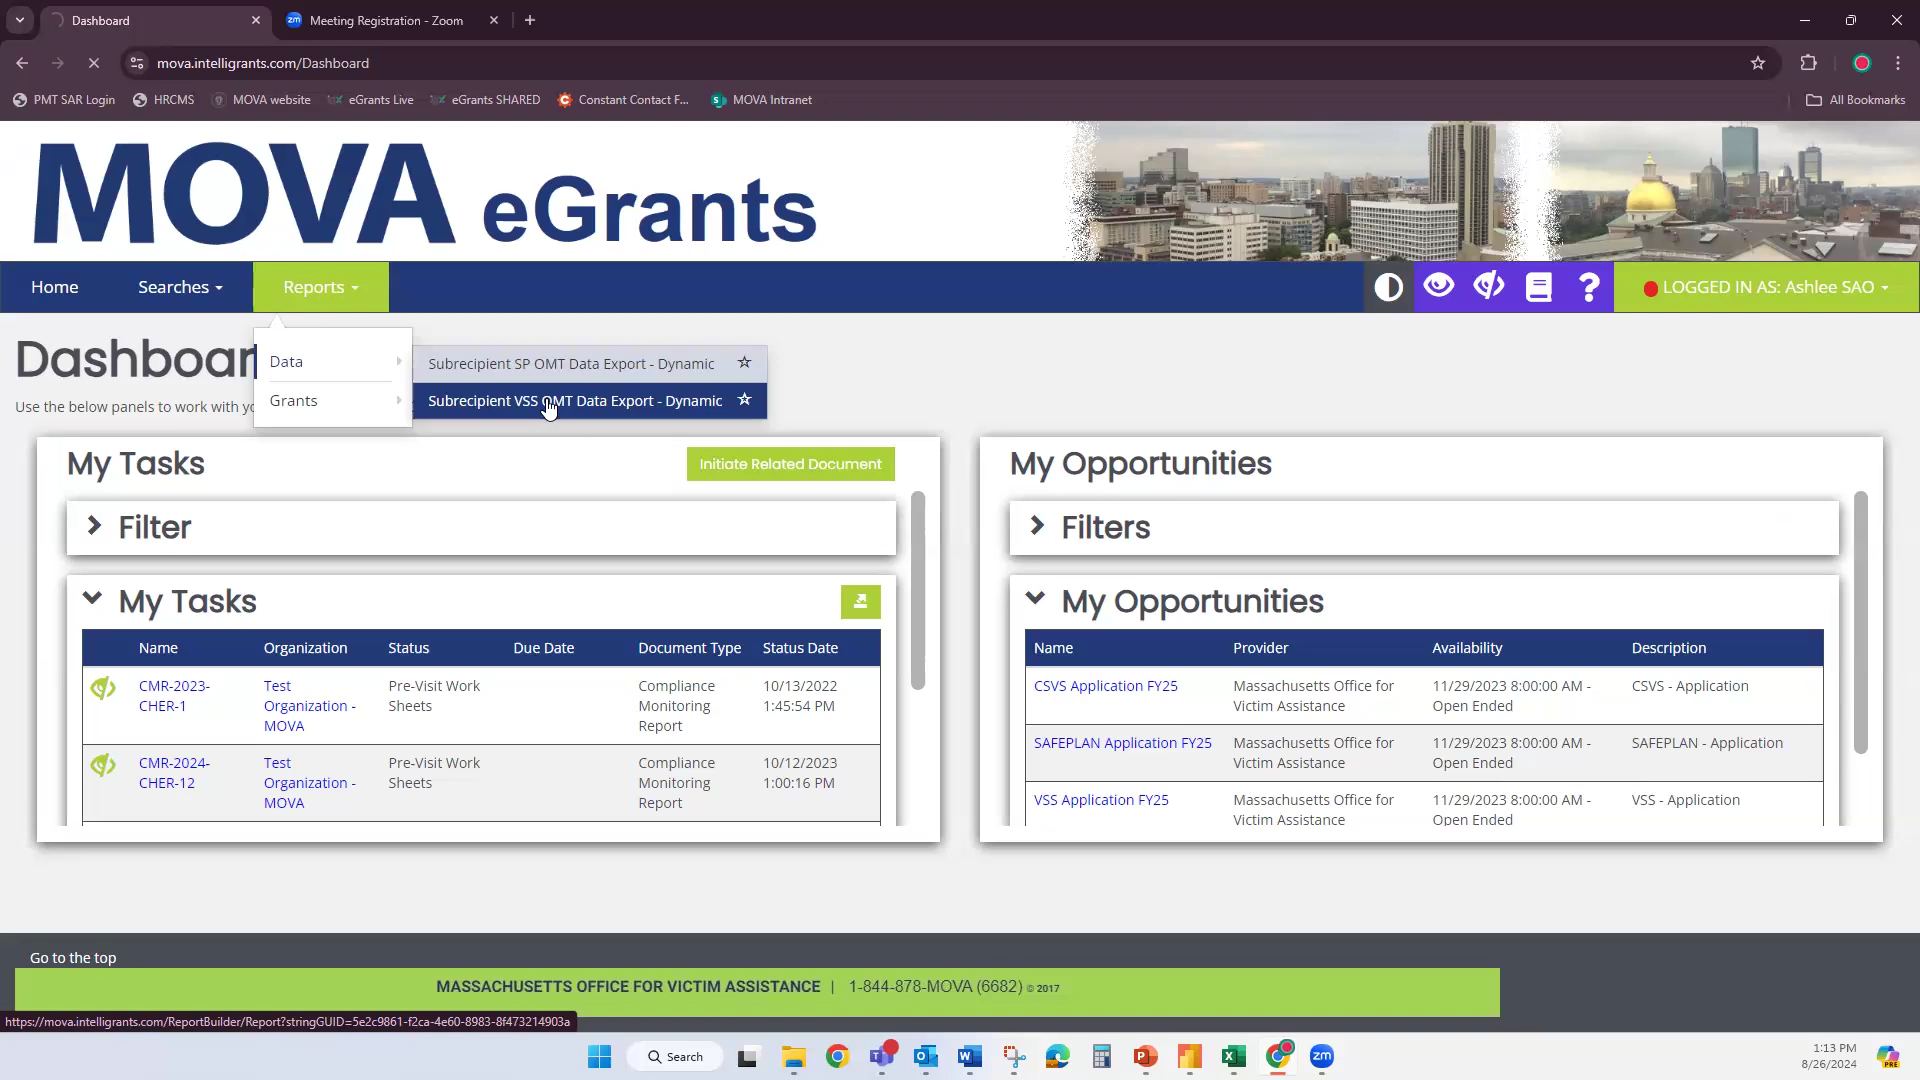 Dashboard
Meeting Registration - Zoom
mova.intelligrants.com/Dashboard
PMT SAR Login
HRCMS
MOVA website
eGrants Live
eGrants SHARED
Constant Contact F...
MOVA Intranet
All Bookmarks
MOVA eGrants
Home
Searches
Reports
LOGGED IN AS: Ashlee SAO
Dashboar
Data
Subrecipient SP OMT Data Export - Dynamic
Use the below panels to work with yo
Grants
Subrecipient VSS OMT Data Export - Dynamic
My Tasks
Initiate Related Document
Filter
My Tasks
Name Organization Status Due Date Document Type Status Date
CMR-2023-
CHER-1
Test
Organization -
MOVA
Pre-Visit Work
Sheets
Compliance
Monitoring
Report
10/13/2022
1:45:54 PM
CMR-2024-
CHER-12
Test
Organization -
MOVA
Pre-Visit Work
Sheets
Compliance
Monitoring
Report
10/12/2023
1:00:16 PM
My Opportunities
Filters
My Opportunities
Name Provider Availability Description
CSVS Application FY25
Massachusetts Office for
Victim Assistance
11/29/2023 8:00:00 AM -
Open Ended
CSVS - Application
SAFEPLAN Application FY25
Massachusetts Office for
Victim Assistance
11/29/2023 8:00:00 AM -
Open Ended
SAFEPLAN - Application
VSS Application FY25
Massachusetts Office for
Victim Assistance
11/29/2023 8:00:00 AM -
Open Ended
VSS - Application
Go to the top
MASSACHUSETTS OFFICE FOR VICTIM ASSISTANCE | 1-844-878-MOVA (6682) © 2017
https://mova.intelligrants.com/ReportBuilder/Report?stringGUID=5e2c9861-f2ca-4e60-8983-8f473214903a
Search
1:13 PM
8/26/2024